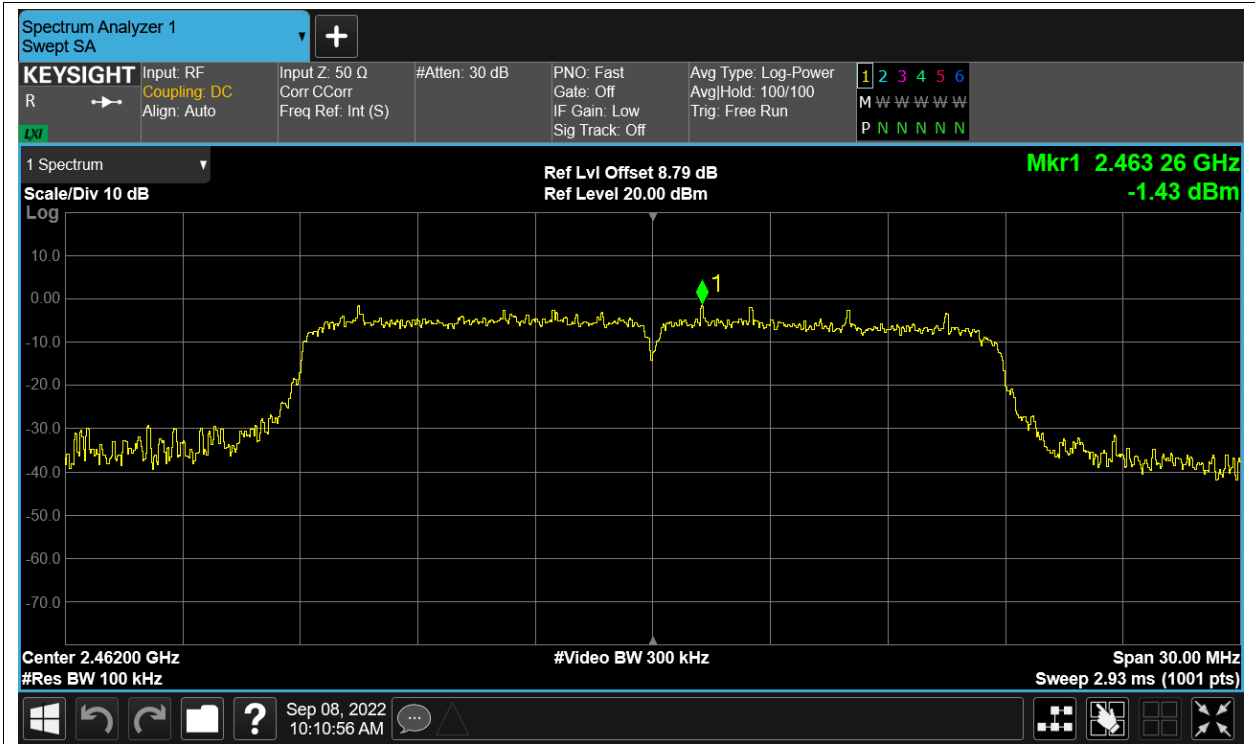 Spectrum Analyzer 1
Swept SA
KEYSIGHT
R
LXI
Input: RF
Coupling: DC
Align: Auto
Input Z: 50 Ω
Corr CCorr
Freq Ref: Int (S)
#Atten: 30 dB
PNO: Fast
Gate: Off
IF Gain: Low
Sig Track: Off
Avg Type: Log-Power
Avg|Hold: 100/100
Trig: Free Run
1 2 3 4 5 6
M W W W W W
P N N N N N
1 Spectrum
Scale/Div 10 dB
Log
Ref Lvl Offset 8.79 dB
Ref Level 20.00 dBm
Mkr1 2.463 26 GHz
-1.43 dBm
1
10.0
0.00
-10.0
-20.0
-30.0
-40.0
-50.0
-60.0
-70.0
Center 2.46200 GHz
#Res BW 100 kHz
#Video BW 300 kHz
Span 30.00 MHz
Sweep 2.93 ms (1001 pts)
?
Sep 08, 2022
10:10:56 AM